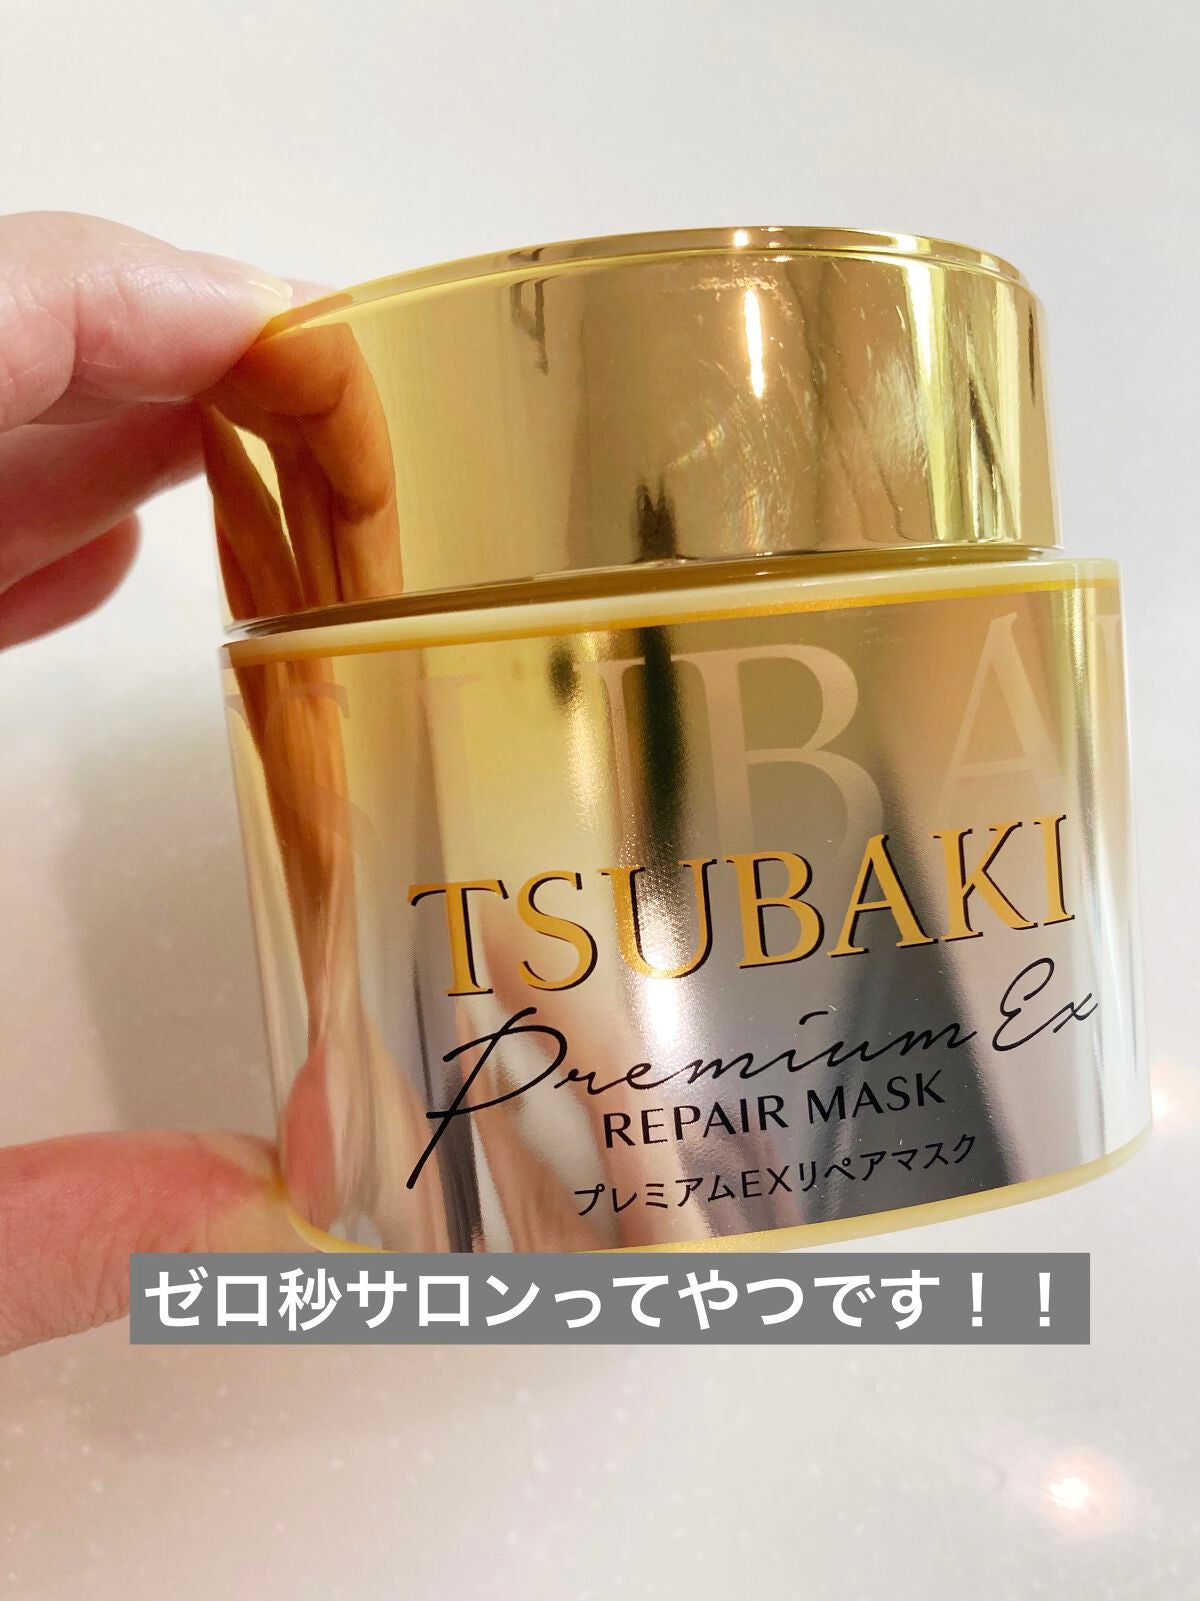 TSUBAKI
TSUBAKI
Premium Ex
REPAIR MASK
プレミアムEXリペアマスク
ゼロ秒サロンってやつです！！